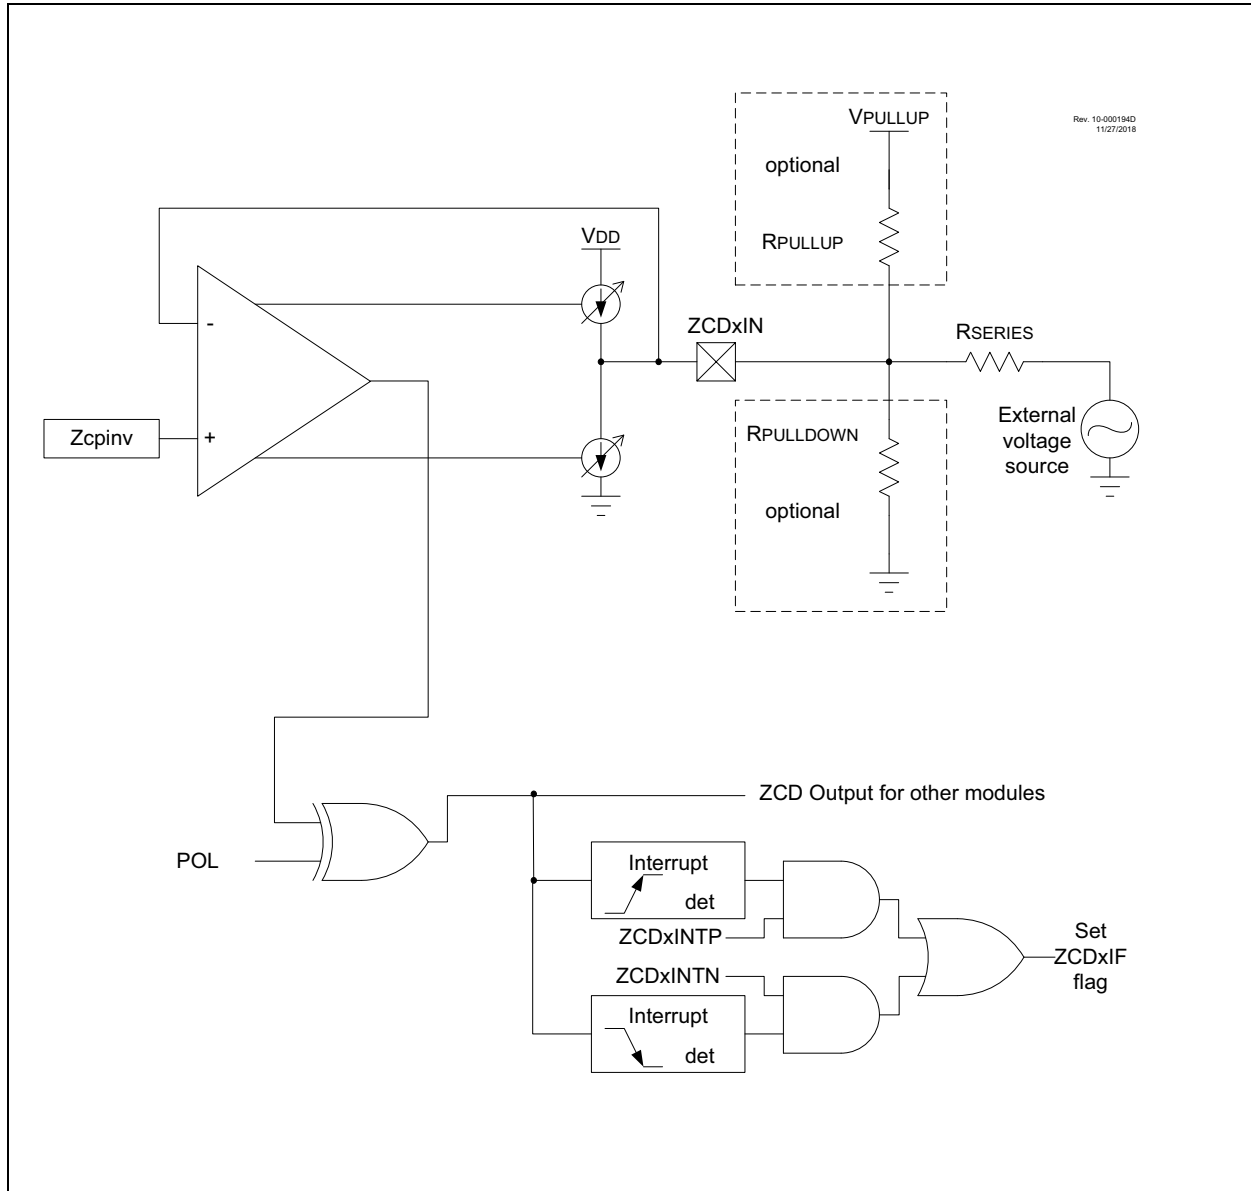 VPULLUP
Rev. 10-000194D
11/27/2018
optional
RPULLUP
VDD
-
ZCDxIN
RSERIES
Zcpinv
+
External
voltage
source
RPULLDOWN
optional
ZCD Output for other modules
POL
Interrupt
det
ZCDxINTP
Set
ZCDxIF
flag
ZCDxINTN
Interrupt
det